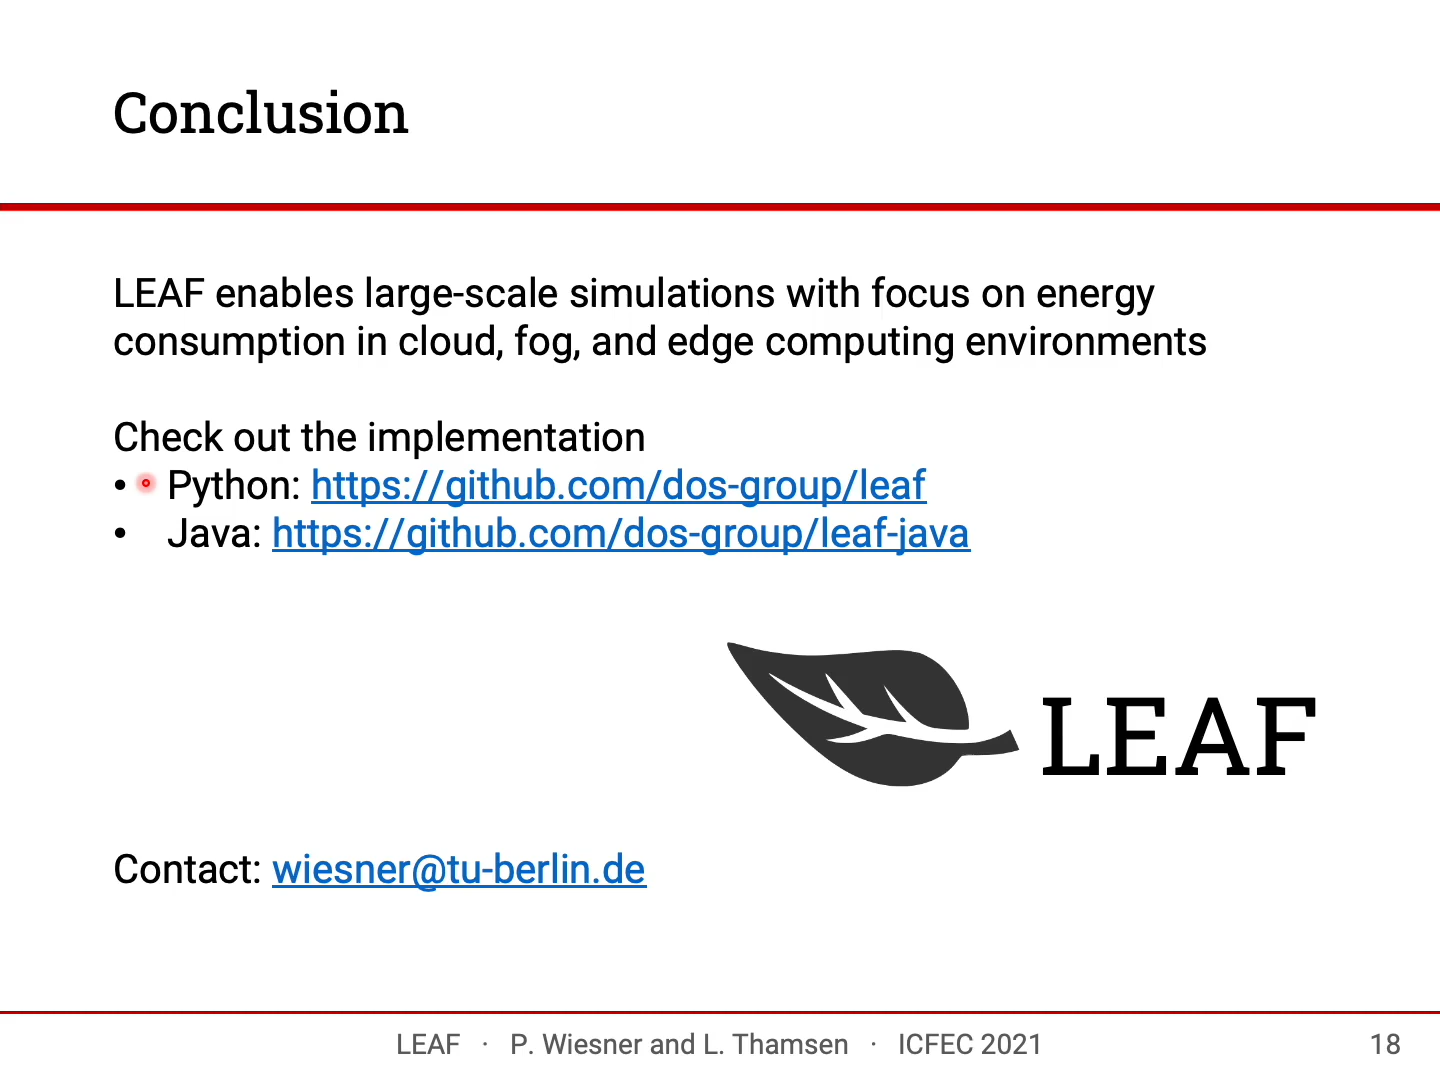 Conclusion
LEAF enables large-scale simulations with focus on energy
consumption in cloud, fog, and edge computing environments
Check out the implementation
• Python: https://github.com/dos-group/leaf
• Java: https://github.com/dos-group/leaf-java
LEAF
Contact: wiesner@tu-berlin.de
LEAF · P. Wiesner and L. Thamsen · ICFEC 2021 18